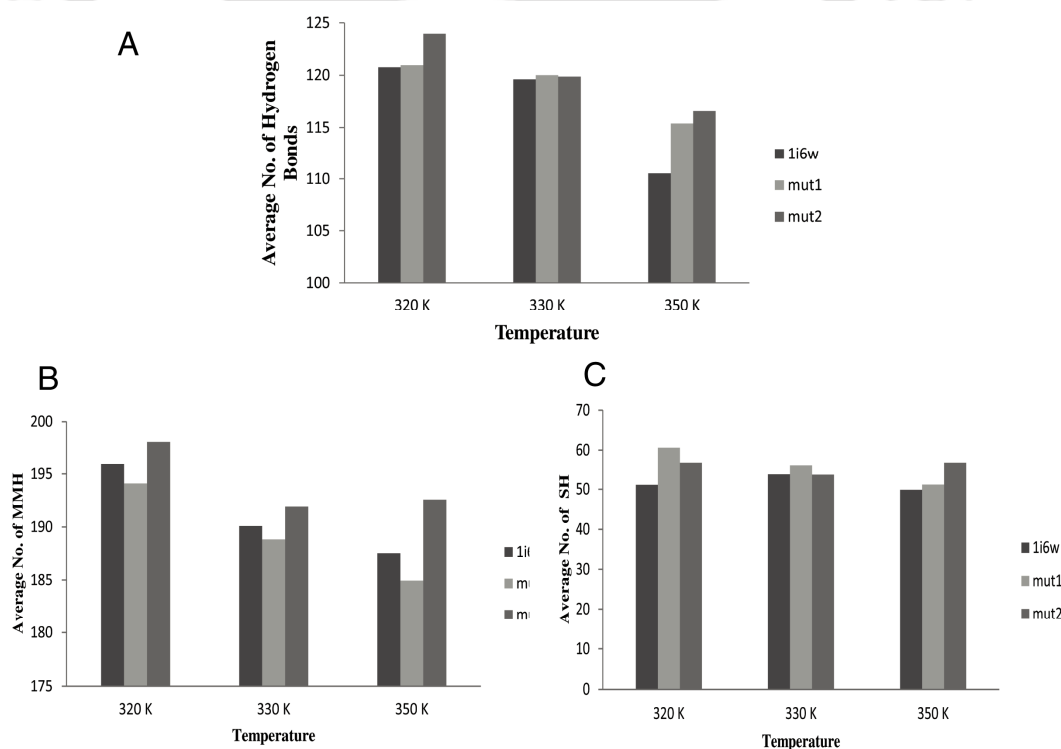 A
Average No. of Hydrogen
Bonds
125
120
115
110
105
100
320 K
330 K
350 K
Temperature
1i6w
mut1
mut2
B
Average No. of MMH
200
195
190
185
180
175
320 K
330 K
350 K
Temperature
C
Average No. of SH
70
60
50
40
30
20
10
0
320 K
330 K
350 K
Temperature
1i6w
mut1
mut2